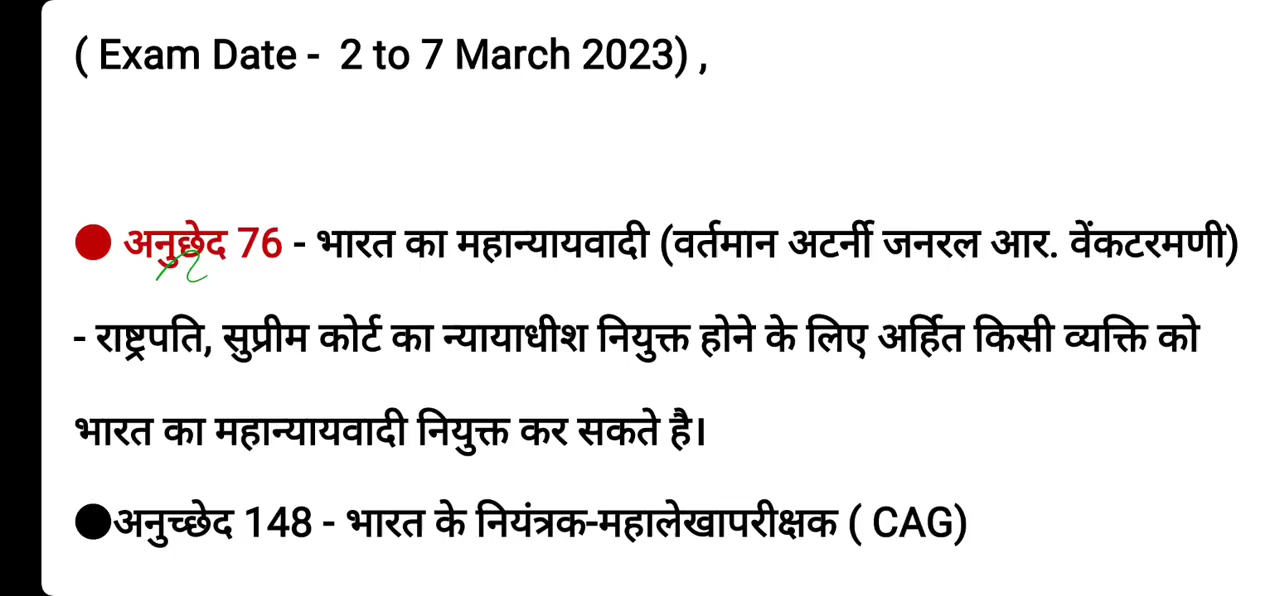 ( Exam Date - 2 to 7 March 2023) ,
● अनुछेद 76 - भारत का महान्यायवादी (वर्तमान अटर्नी जनरल आर. वेंकटरमणी)
- राष्ट्रपति, सुप्रीम कोर्ट का न्यायाधीश नियुक्त होने के लिए अर्हित किसी व्यक्ति को
भारत का महान्यायवादी नियुक्त कर सकते है।
●अनुच्छेद 148 - भारत के नियंत्रक-महालेखापरीक्षक ( CAG)